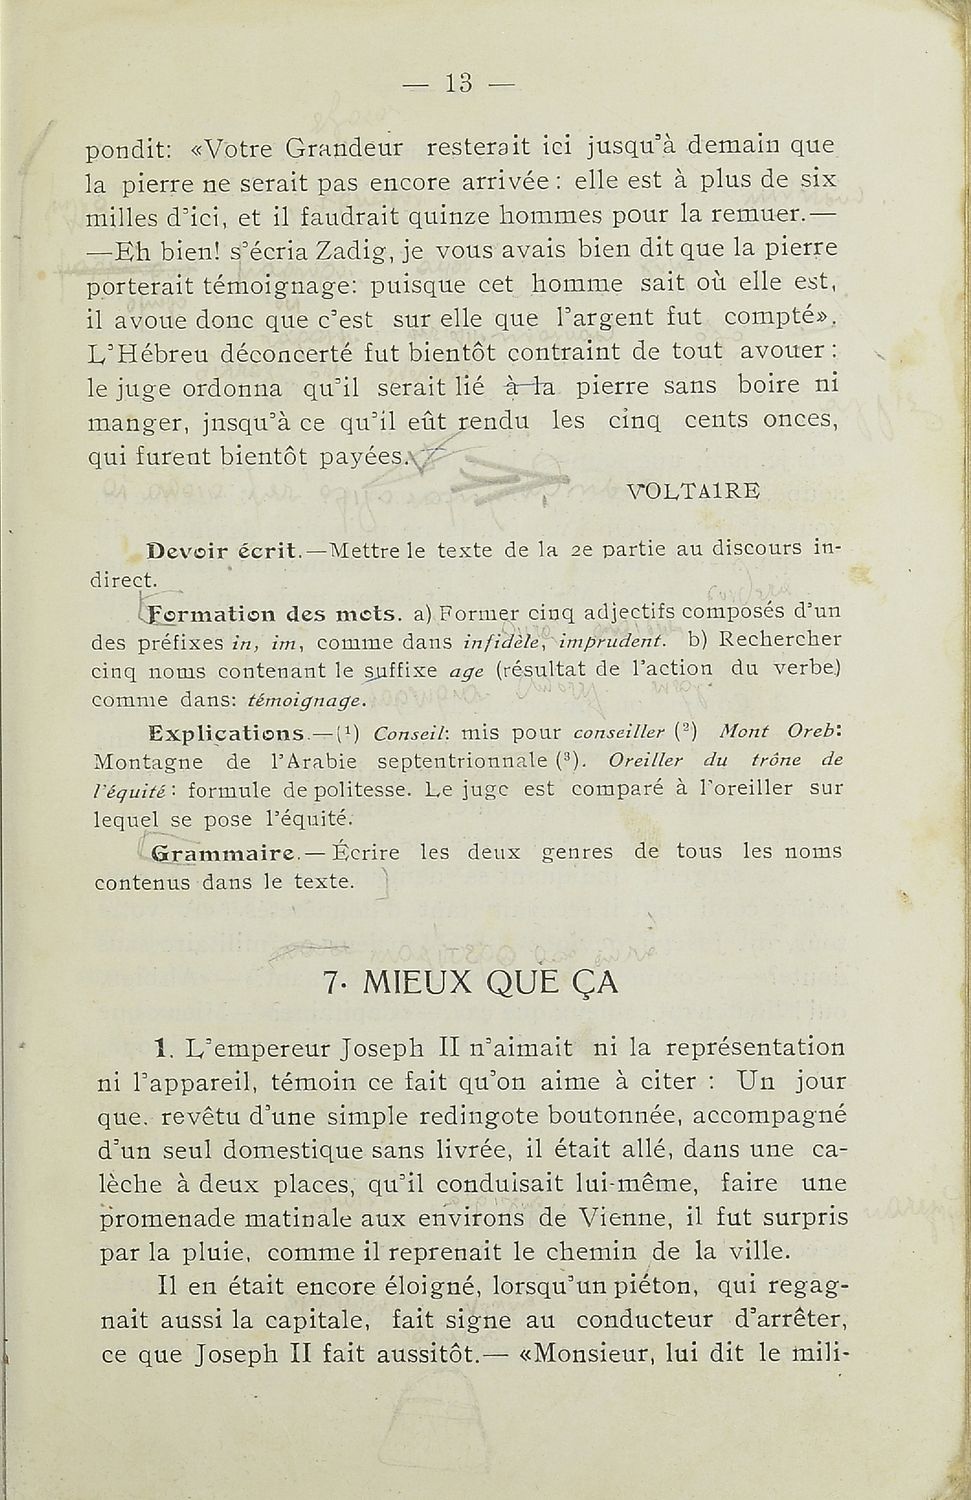 — 13 —
pondit: «Votre Grandeur resterait ici jusqu'à demain que
la pierre ne serait pas encore arrivée : elle est à plus de six
milles d'ici, et il faudrait quinze hommes pour la remuer.—
—Eh bien! s'écria Zadig, je vous avais bien dit que la pierre
porterait témoignage: puisque cet homme sait où elle est,
il avoue donc que c'est sur elle que l'argent fut compté».
L'Hébreu déconcerté fut bientôt contraint de tout avouer :
le juge ordonna qu'il serait lié à la pierre sans boire ni
manger, jnsqu'à ce qu'il eût rendu les cinq cents onces,
qui furent bientôt payées.
VOLTA1RE
Devoir écrit.—Mettre le texte de la 2e partie au discours in-
direct.
Formation des mots. a) Former cinq adjectifs composés d'un
des préfixes in, im, comme dans infidèle, imprudent. b) Rechercher
cinq noms contenant le suffixe age (résultat de l'action du verbe)
comme dans: témoignage.
Explications.—(¹) Conseil: mis pour conseiller (²) Mont Oreb:
Montagne de l'Arabie septentrionnale (³). Oreiller du trône de
l'équité : formule de politesse. Le juge est comparé à l'oreiller sur
lequel se pose l'équité.
Grammaire.— Écrire les deux genres de tous les noms
contenus dans le texte.
7. MIEUX QUE ÇA
1. L'empereur Joseph II n'aimait ni la représentation
ni l'appareil, témoin ce fait qu'on aime à citer : Un jour
que. revêtu d'une simple redingote boutonnée, accompagné
d'un seul domestique sans livrée, il était allé, dans une ca-
lèche à deux places, qu'il conduisait lui-même, faire une
promenade matinale aux environs de Vienne, il fut surpris
par la pluie, comme il reprenait le chemin de la ville.
Il en était encore éloigné, lorsqu'un piéton, qui regag-
nait aussi la capitale, fait signe au conducteur d'arrêter,
ce que Joseph II fait aussitôt.— «Monsieur, lui dit le mili-